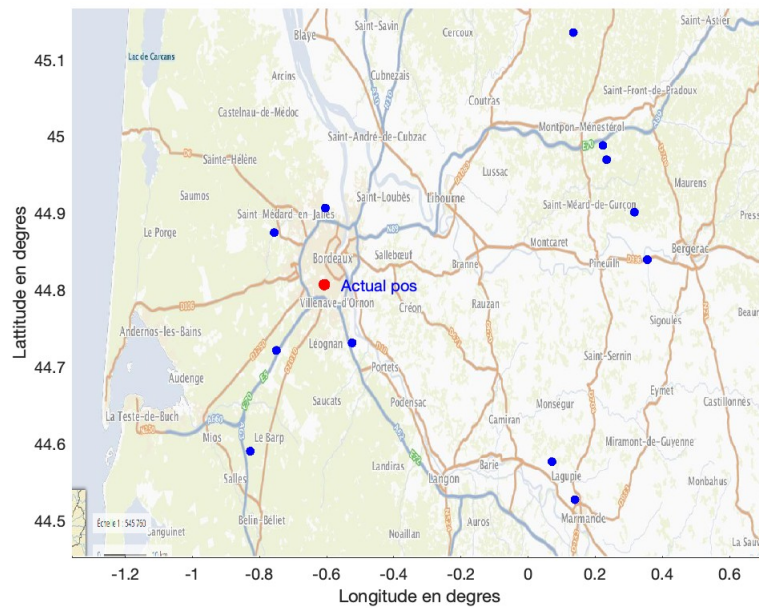 Saint-Savin
Cercoux
Saint-Astier
Blaye
45.1
Lac de Carcans
Cubnezais
Saint-Front-de-Pradoux
Arcins
Coutras
Castelnau-de-Médoc
Montpon-Ménestérol
45
Saint-André-de-Cubzac
Sainte-Hélène
Lussac
Maurens
Saumos
Saint-Loubès
Libourne
Saint-Méard-de-Gurçon
44.9
Saint Médard-en-Jalles
Le Porge
Montcaret
Bergerac
Bordeaux
Sallebœuf
Branne
Pineuilh
44.8
Actual pos
Villenave-d'Ornon
Créon
Rauzan
Sigoulès
Andernos-les-Bains
Léognan
Saint-Sernin
44.7
Portets
Audenge
Eymet
Castillonnès
Saucats
Podensac
Monségur
La Teste-de-Buch
Camiran
44.6
Mios
Le Barp
Miramont-de-Guyenne
Landiras
Barie
Lagupie
Salles
Langon
Monbahus
44.5
Belin-Béliet
Auros
Marmande
Noaillan
Lattitude en degres
-1.2 -1 -0.8 -0.6 -0.4 -0.2 0 0.2 0.4 0.6
Longitude en degres